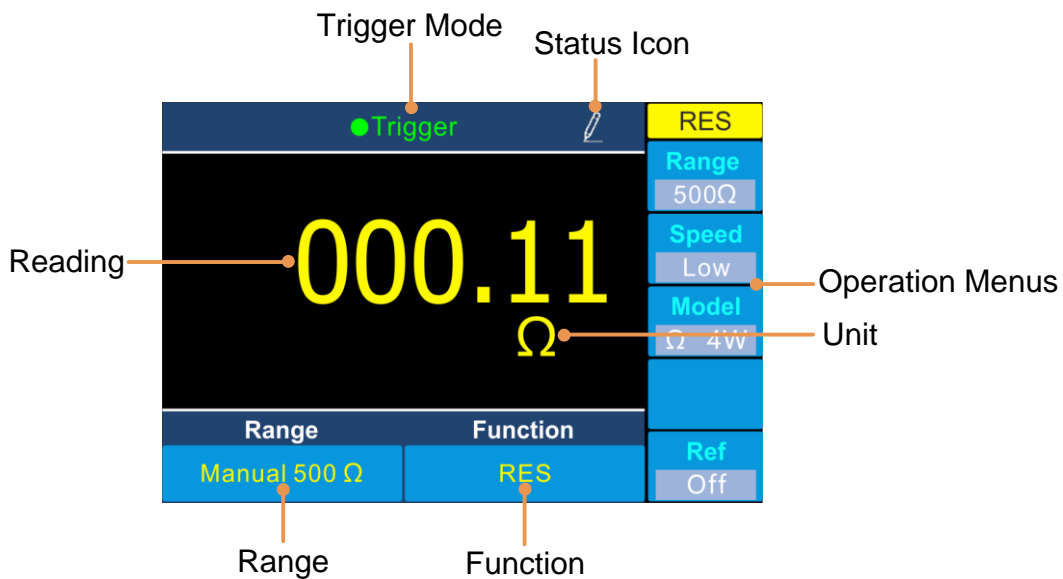 Trigger Mode
Status Icon
Trigger
RES
Range
500Ω
Speed
Low
Reading
000.11
Operation Menus
Model
Ω
Unit
Ω 4W
Range
Function
Ref
Manual 500 Ω
RES
Off
Range
Function